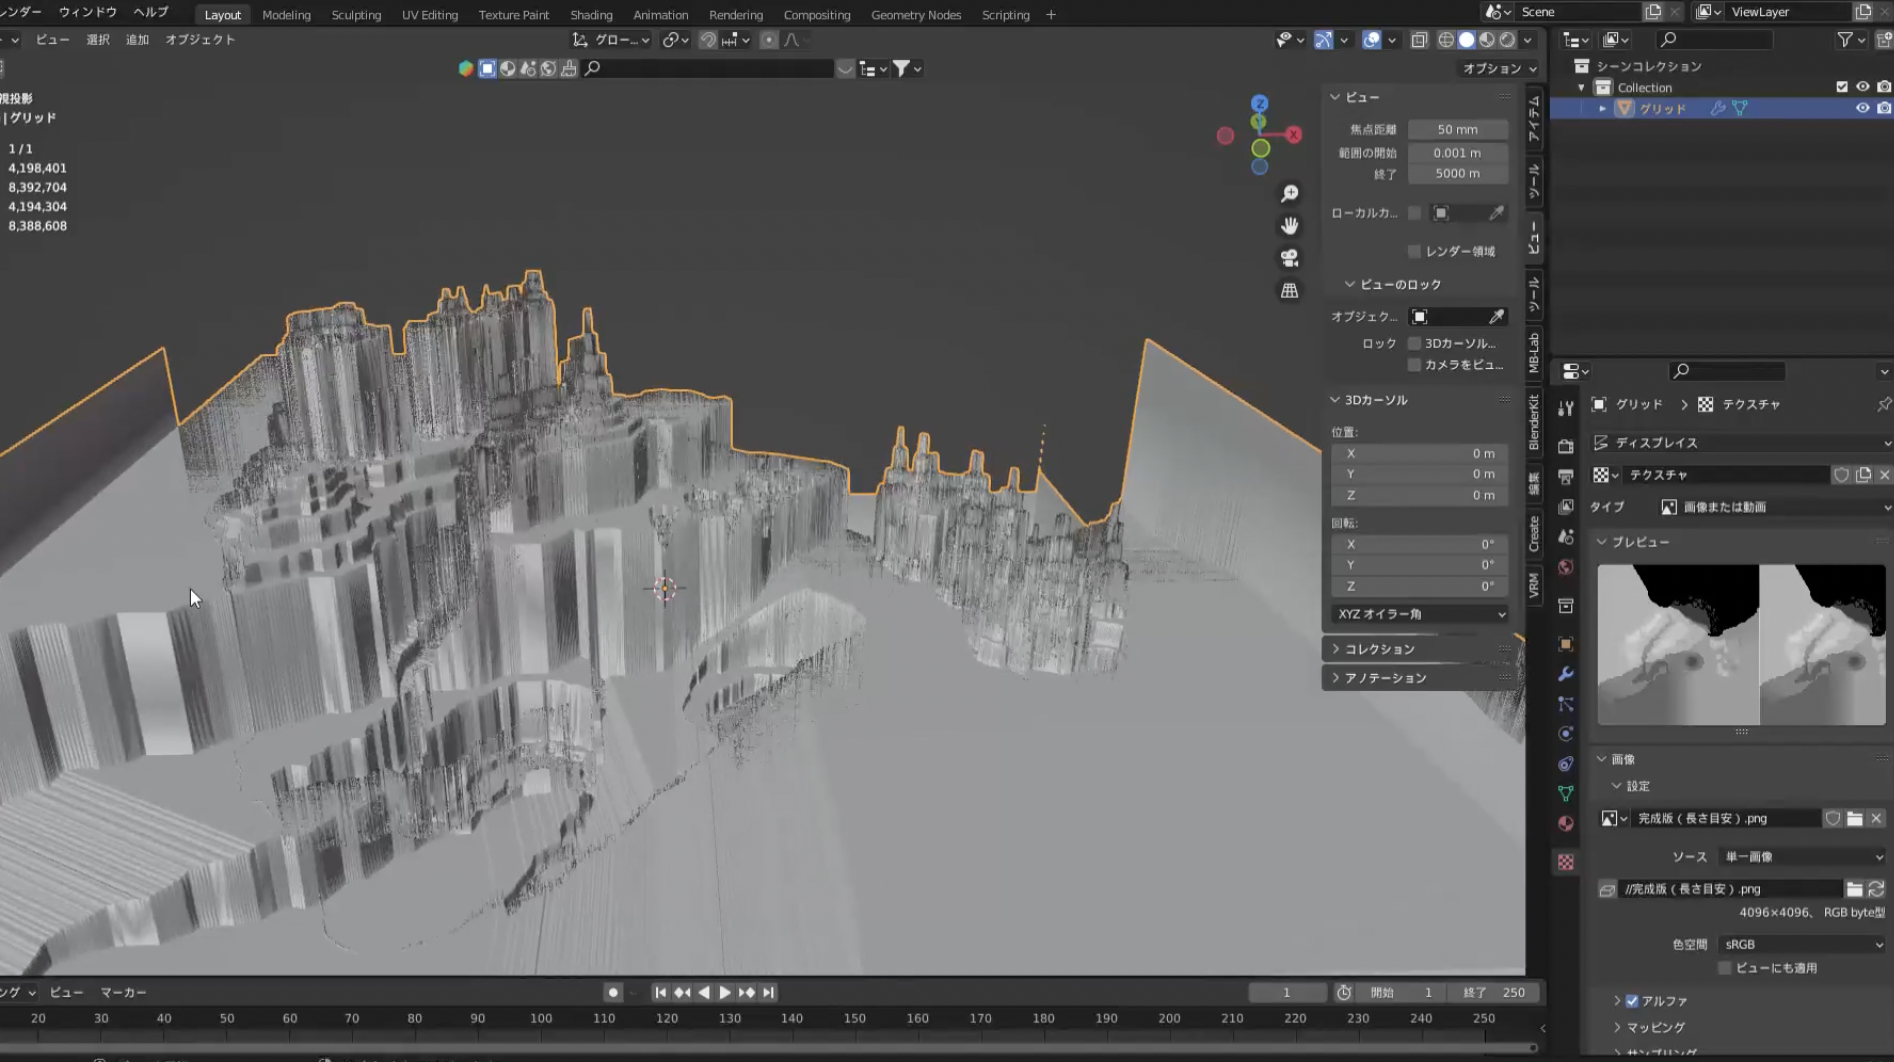 ンダー ウィンドウ ヘルプ Layout Modeling Sculpting UV Editing Texture Paint Shading Animation Rendering Compositing Geometry Nodes Scripting + Scene ViewLayer
ビュー 選択 追加 オブジェクト グロー...
オプション
視投影
| グリッド
1/1
4,198,401
8,392,704
4,194,304
8,388,608
Z
X
ビュー
焦点距離 50 mm
範囲の開始 0.001 m
終了 5000 m
ローカルカ...
レンダー領域
ビューのロック
オブジェク...
ロック 3Dカーソル...
カメラをビュ...
3Dカーソル
位置:
X 0 m
Y 0 m
Z 0 m
回転:
X 0°
Y 0°
Z 0°
XYZ オイラー角
コレクション
アノテーション
アイテム
ツール
ビュー
ツール
MB-Lab
BlenderKit
編集
Create
VRM
シーンコレクション
Collection
グリッド
グリッド テクスチャ
ディスプレイス
テクスチャ
タイプ 画像または動画
プレビュー
画像
設定
完成版（長さ目安）.png
ソース 単一画像
//完成版（長さ目安）.png
4096×4096、 RGB byte型
色空間 sRGB
ビューにも適用
アルファ
マッピング
サンプリング
ング ビュー マーカー 1 開始 1 終了 250
20 30 40 50 60 70 80 90 100 110 120 130 140 150 160 170 180 190 200 210 220 230 240 250